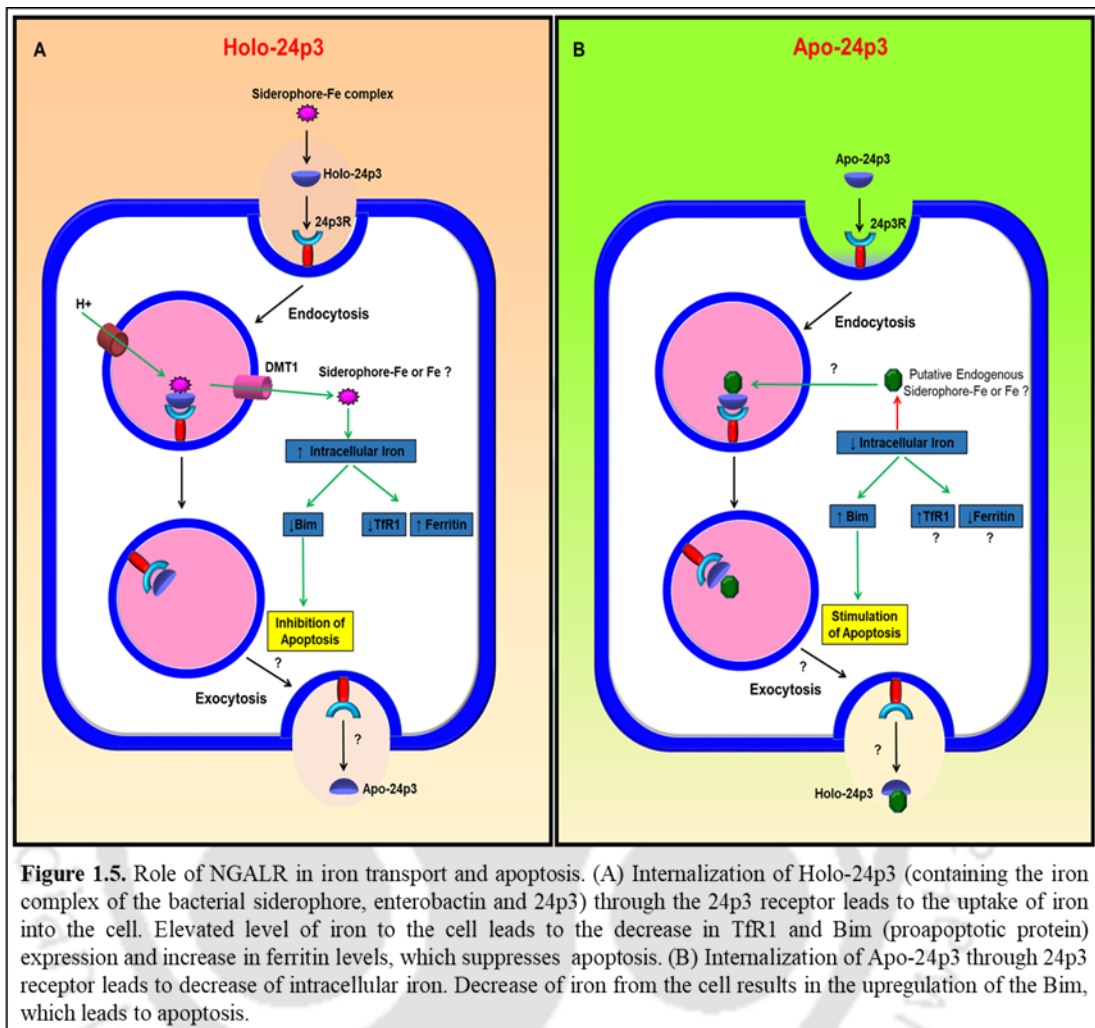 A
Holo-24p3
Siderophore-Fe complex
Holo-24p3
24p3R
Endocytosis
H+
DMT1
Siderophore-Fe or Fe ?
↑ Intracellular Iron
↓Bim
↓TfR1
↑ Ferritin
Inhibition of
Apoptosis
?
Exocytosis
?
Apo-24p3
B
Apo-24p3
Apo-24p3
24p3R
Endocytosis
?
Putative Endogenous
Siderophore-Fe or Fe ?
↓ Intracellular Iron
↑ Bim
↑TfR1
↓Ferritin
?
?
Stimulation
of Apoptosis
?
Exocytosis
?
Holo-24p3
Figure 1.5. Role of NGALR in iron transport and apoptosis. (A) Internalization of Holo-24p3 (containing the iron
complex of the bacterial siderophore, enterobactin and 24p3) through the 24p3 receptor leads to the uptake of iron
into the cell. Elevated level of iron to the cell leads to the decrease in TfR1 and Bim (proapoptotic protein)
expression and increase in ferritin levels, which suppresses apoptosis. (B) Internalization of Apo-24p3 through 24p3
receptor leads to decrease of intracellular iron. Decrease of iron from the cell results in the upregulation of the Bim,
which leads to apoptosis.